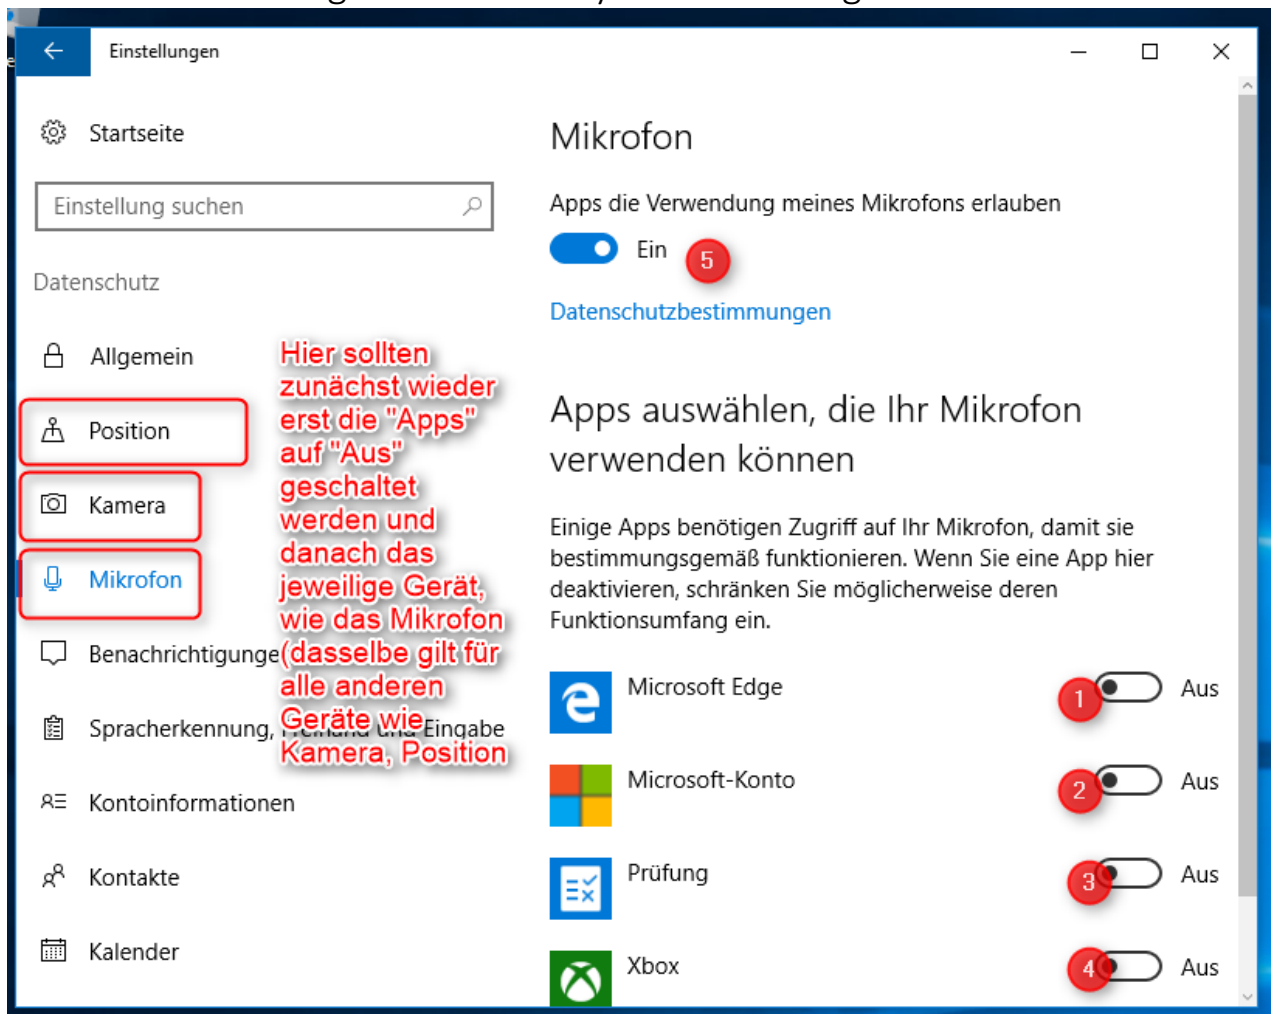 Einstellungen
Startseite
Einstellung suchen
Datenschutz
Allgemein
Position
Kamera
Mikrofon
Benachrichtigunge
Spracherkennung, Freihand und Eingabe
Kontoinformationen
Kontakte
Kalender
Hier sollten
zunächst wieder
erst die "Apps"
auf "Aus"
geschaltet
werden und
danach das
jeweilige Gerät,
wie das Mikrofon
(dasselbe gilt für
alle anderen
Geräte wie
Kamera, Position
Mikrofon
Apps die Verwendung meines Mikrofons erlauben
Ein 5
Datenschutzbestimmungen
Apps auswählen, die Ihr Mikrofon
verwenden können
Einige Apps benötigen Zugriff auf Ihr Mikrofon, damit sie
bestimmungsgemäß funktionieren. Wenn Sie eine App hier
deaktivieren, schränken Sie möglicherweise deren
Funktionsumfang ein.
Microsoft Edge 1 Aus
Microsoft-Konto 2 Aus
Prüfung 3 Aus
Xbox 4 Aus